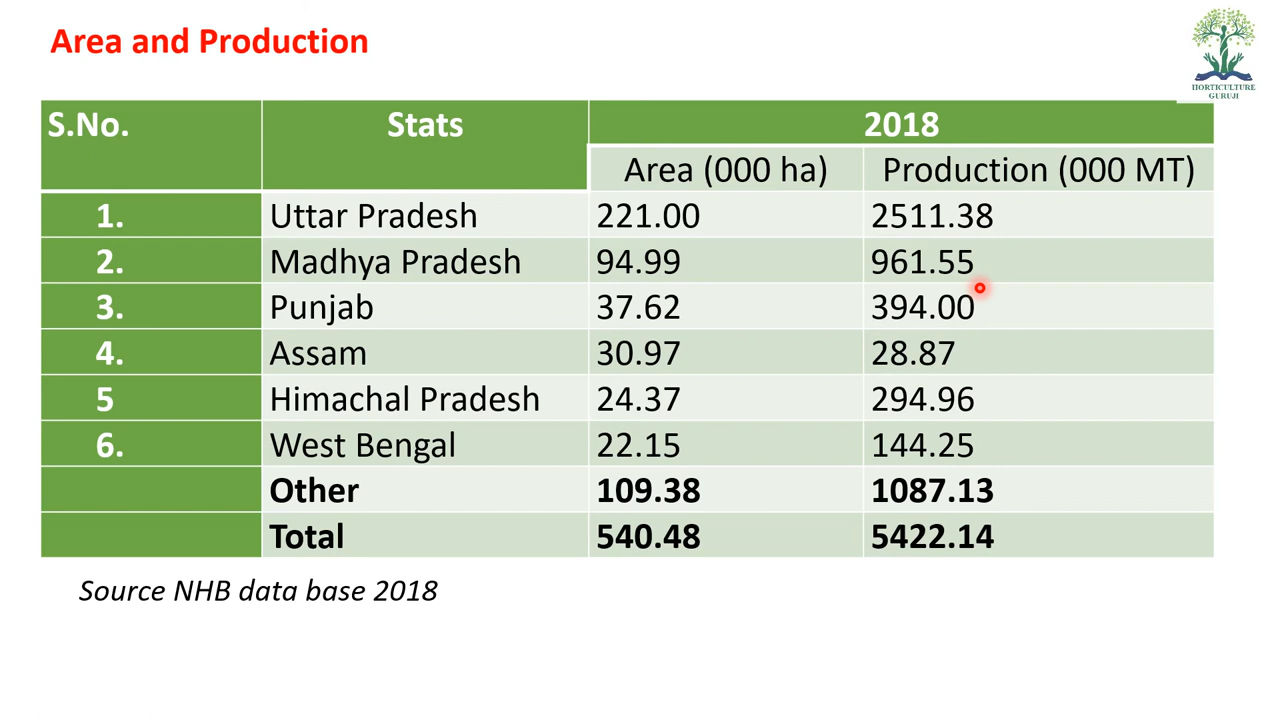 Area and Production
HORTICULTURE
GURUJI
S.No. Stats 2018
Area (000 ha) Production (000 MT)
1. Uttar Pradesh 221.00 2511.38
2. Madhya Pradesh 94.99 961.55
3. Punjab 37.62 394.00
4. Assam 30.97 28.87
5 Himachal Pradesh 24.37 294.96
6. West Bengal 22.15 144.25
Other 109.38 1087.13
Total 540.48 5422.14
Source NHB data base 2018